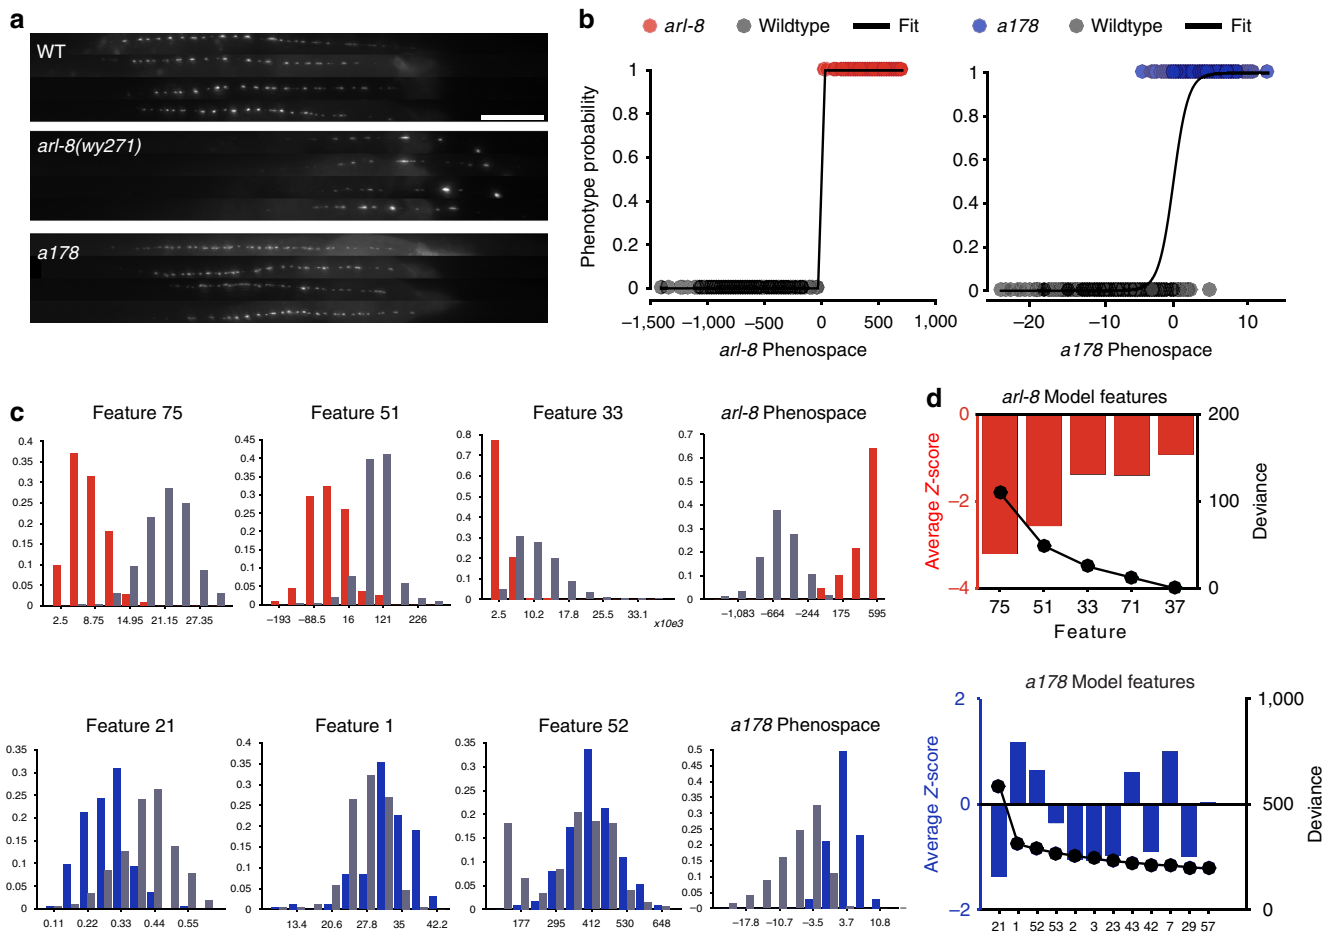 a
WT
arl-8(wy271)
a178
b
arl-8 Wildtype Fit
a178 Wildtype Fit
Phenotype probability
1
0.8
0.6
0.4
0.2
0
−1,500 −1,000 −500 0 500 1,000
arl-8 Phenospace
1
0.8
0.6
0.4
0.2
0
−20 −10 0 10
a178 Phenospace
c
Feature 75
0.4
0.35
0.3
0.25
0.2
0.15
0.1
0.05
0
2.5 8.75 14.95 21.15 27.35
Feature 51
0.45
0.4
0.35
0.3
0.25
0.2
0.15
0.1
0.05
0
−193 −88.5 16 121 226
Feature 33
0.8
0.7
0.6
0.5
0.4
0.3
0.2
0.1
0
2.5 10.2 17.8 25.5 33.1
x10e3
arl-8 Phenospace
0.7
0.6
0.5
0.4
0.3
0.2
0.1
0
−1,083 −664 −244 175 595
d
arl-8 Model features
Average Z-score
0
−2
−4
200
100
0
Deviance
75 51 33 71 37
Feature
Feature 21
0.35
0.3
0.25
0.2
0.15
0.1
0.05
0
0.11 0.22 0.33 0.44 0.55
Feature 1
0.4
0.35
0.3
0.25
0.2
0.15
0.1
0.05
0
13.4 20.6 27.8 35 42.2
Feature 52
0.35
0.3
0.25
0.2
0.15
0.1
0.05
0
177 295 412 530 648
a178 Phenospace
0.5
0.45
0.4
0.35
0.3
0.25
0.2
0.15
0.1
0.05
−0
−17.8 −10.7 −3.5 3.7 10.8
a178 Model features
Average Z-score
2
0
−2
1,000
500
0
Deviance
21 1 52 53 2 3 23 43 42 7 29 57